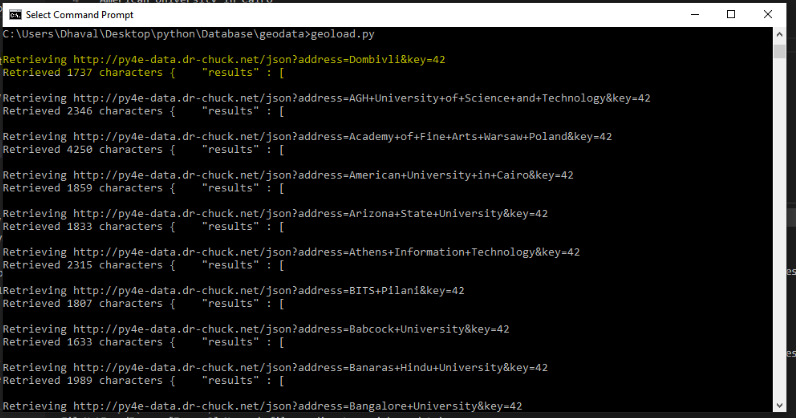 American University in Cairo
Select Command Prompt
C:\Users\Dhaval\Desktop\python\Database\geodata>geoload.py
Retrieving http://py4e-data.dr-chuck.net/json?address=Dombivli&key=42
Retrieved 1737 characters {    "results" : [
Retrieving http://py4e-data.dr-chuck.net/json?address=AGH+University+of+Science+and+Technology&key=42
Retrieved 2346 characters {    "results" : [
Retrieving http://py4e-data.dr-chuck.net/json?address=Academy+of+Fine+Arts+Warsaw+Poland&key=42
Retrieved 4250 characters {    "results" : [
Retrieving http://py4e-data.dr-chuck.net/json?address=American+University+in+Cairo&key=42
Retrieved 1859 characters {    "results" : [
Retrieving http://py4e-data.dr-chuck.net/json?address=Arizona+State+University&key=42
Retrieved 1833 characters {    "results" : [
Retrieving http://py4e-data.dr-chuck.net/json?address=Athens+Information+Technology&key=42
Retrieved 2315 characters {    "results" : [
Retrieving http://py4e-data.dr-chuck.net/json?address=BITS+Pilani&key=42
Retrieved 1807 characters {    "results" : [
Retrieving http://py4e-data.dr-chuck.net/json?address=Babcock+University&key=42
Retrieved 1633 characters {    "results" : [
Retrieving http://py4e-data.dr-chuck.net/json?address=Banaras+Hindu+University&key=42
Retrieved 1989 characters {    "results" : [
Retrieving http://py4e-data.dr-chuck.net/json?address=Bangalore+University&key=42